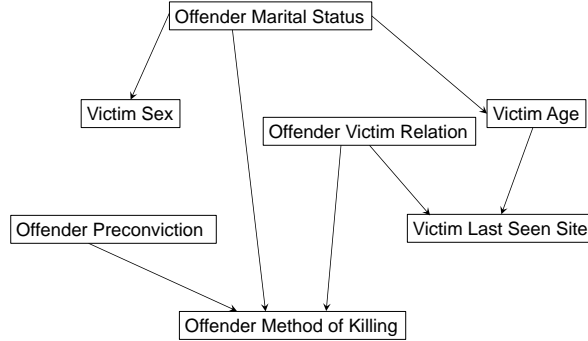 Offender Marital Status
Victim Sex
Victim Age
Offender Victim Relation
Offender Preconviction
Victim Last Seen Site
Offender Method of Killing